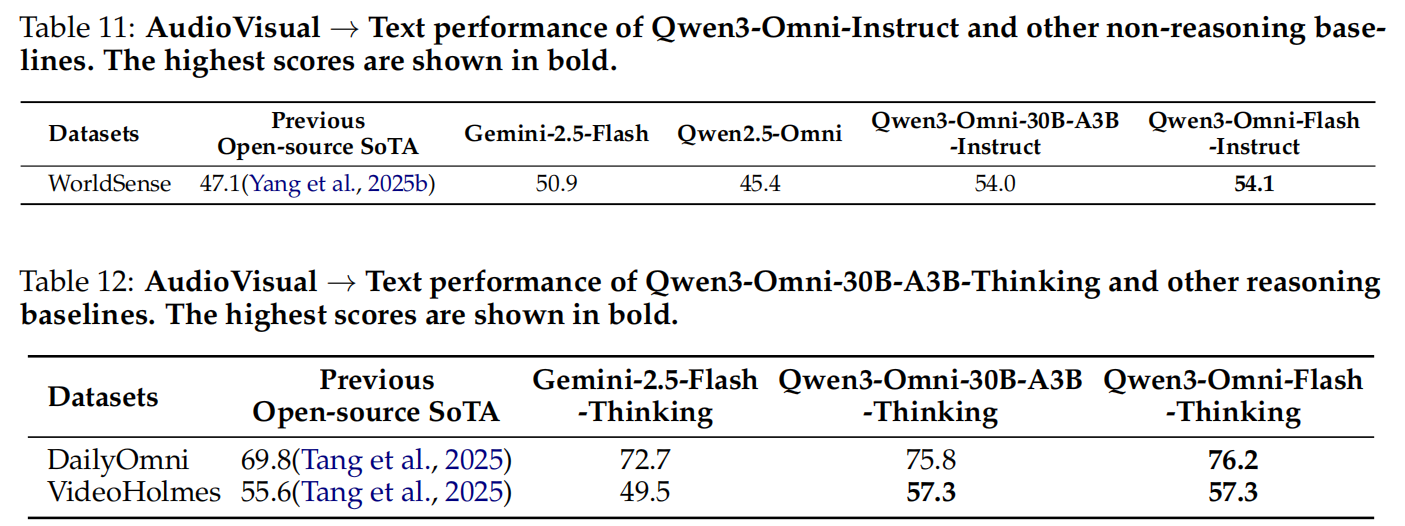 Table 11: AudioVisual → Text performance of Qwen3-Omni-Instruct and other non-reasoning base-
lines. The highest scores are shown in bold.
Datasets Previous Open-source SoTA Gemini-2.5-Flash Qwen2.5-Omni Qwen3-Omni-30B-A3B -Instruct Qwen3-Omni-Flash -Instruct
WorldSense 47.1(Yang et al., 2025b) 50.9 45.4 54.0 54.1
Table 12: AudioVisual → Text performance of Qwen3-Omni-30B-A3B-Thinking and other reasoning
baselines. The highest scores are shown in bold.
Datasets Previous Open-source SoTA Gemini-2.5-Flash -Thinking Qwen3-Omni-30B-A3B -Thinking Qwen3-Omni-Flash -Thinking
DailyOmni 69.8(Tang et al., 2025) 72.7 75.8 76.2
VideoHolmes 55.6(Tang et al., 2025) 49.5 57.3 57.3